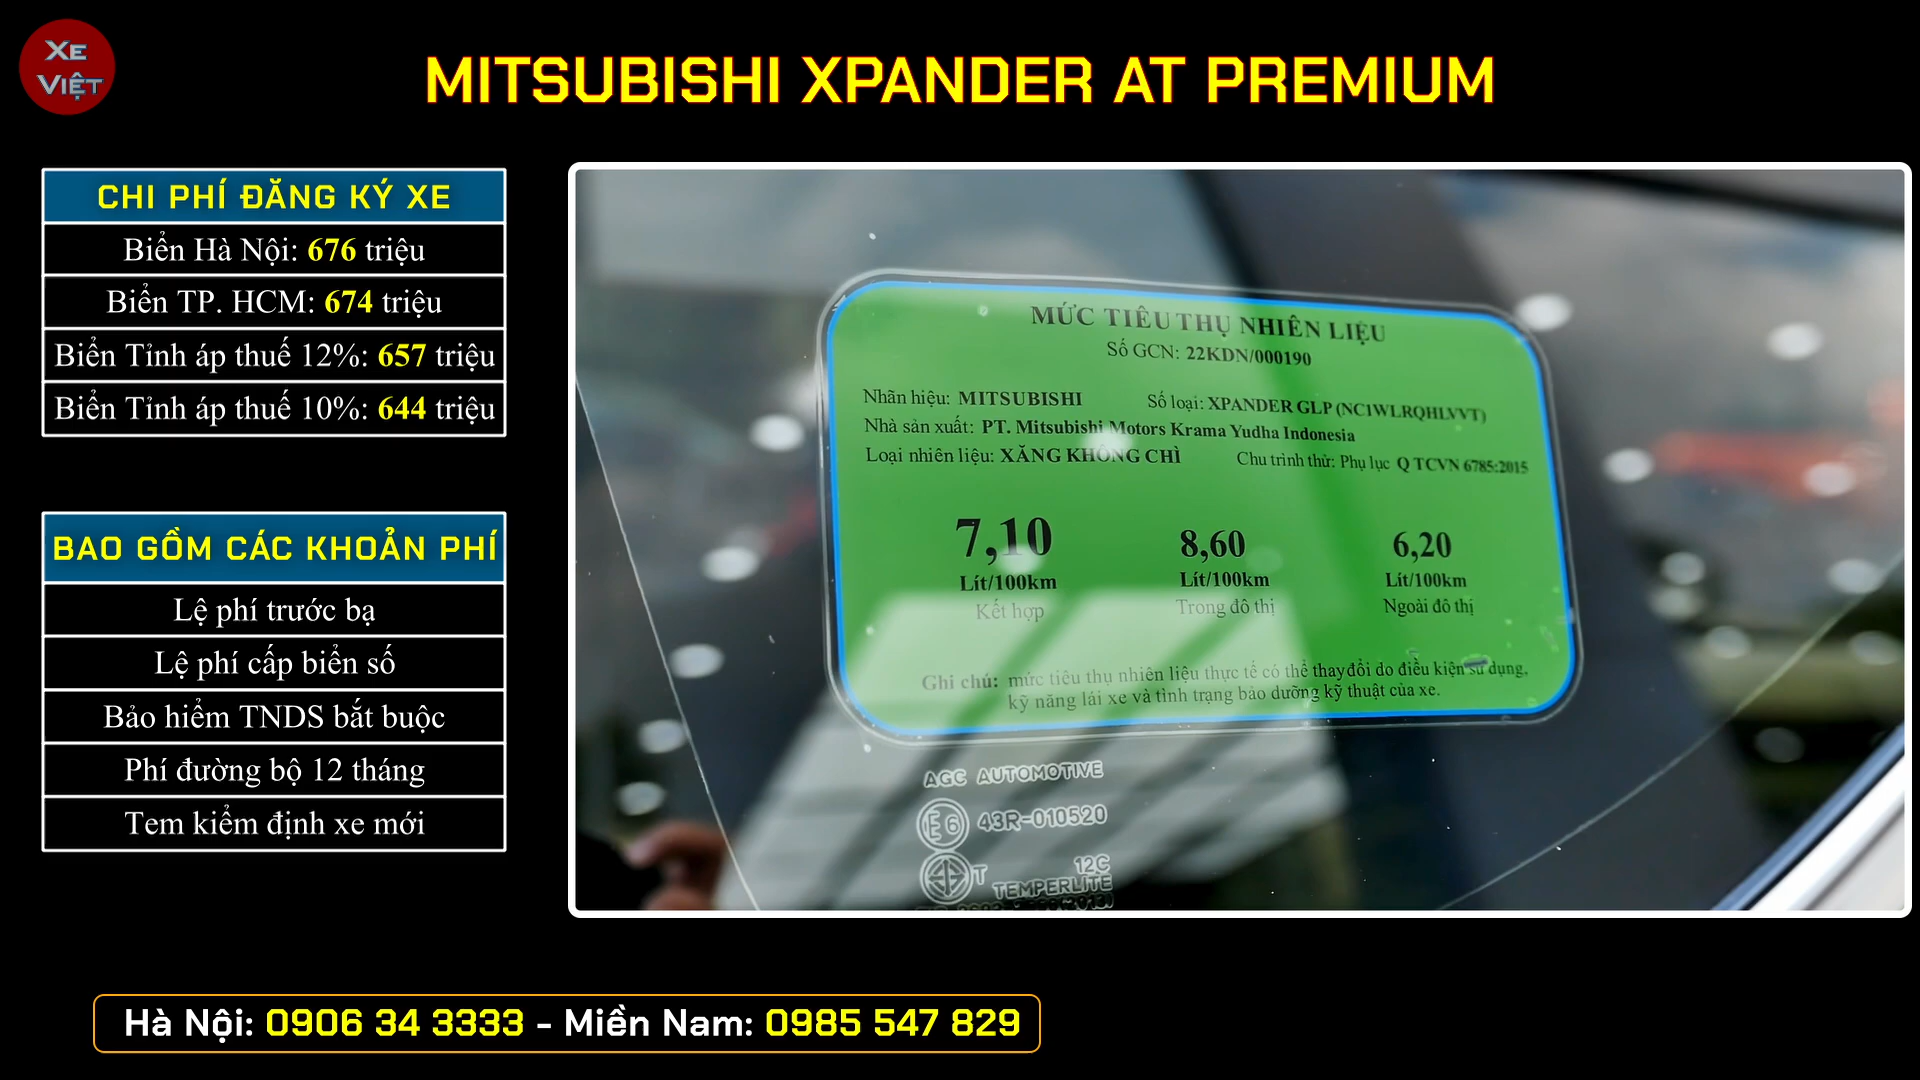 XE
VIỆT
MITSUBISHI XPANDER AT PREMIUM
CHI PHÍ ĐĂNG KÝ XE
Biển Hà Nội: 676 triệu
Biển TP. HCM: 674 triệu
Biển Tỉnh áp thuế 12%: 657 triệu
Biển Tỉnh áp thuế 10%: 644 triệu
BAO GỒM CÁC KHOẢN PHÍ
Lệ phí trước bạ
Lệ phí cấp biển số
Bảo hiểm TNDS bắt buộc
Phí đường bộ 12 tháng
Tem kiểm định xe mới
MỨC TIÊU THỤ NHIÊN LIỆU
Số GCN: 22KDN/000190
Nhãn hiệu: MITSUBISHI Số loại: XPANDER GLP (NC1WLRQHLVVT)
Nhà sản xuất: PT. Mitsubishi Motors Krama Yudha Indonesia
Loại nhiên liệu: XĂNG KHÔNG CHÌ Chu trình thử: Phụ lục Q TCVN 6785:2015
7,10 8,60 6,20
Lít/100km Lít/100km Lít/100km
Kết hợp Trong đô thị Ngoài đô thị
Ghi chú: mức tiêu thụ nhiên liệu thực tế có thể thay đổi do điều kiện sử dụng,
kỹ năng lái xe và tình trạng bảo dưỡng kỹ thuật của xe.
AGC AUTOMOTIVE
E6 43R-010520
T 12C
TEMPERLITE
Hà Nội: 0906 34 3333 - Miền Nam: 0985 547 829